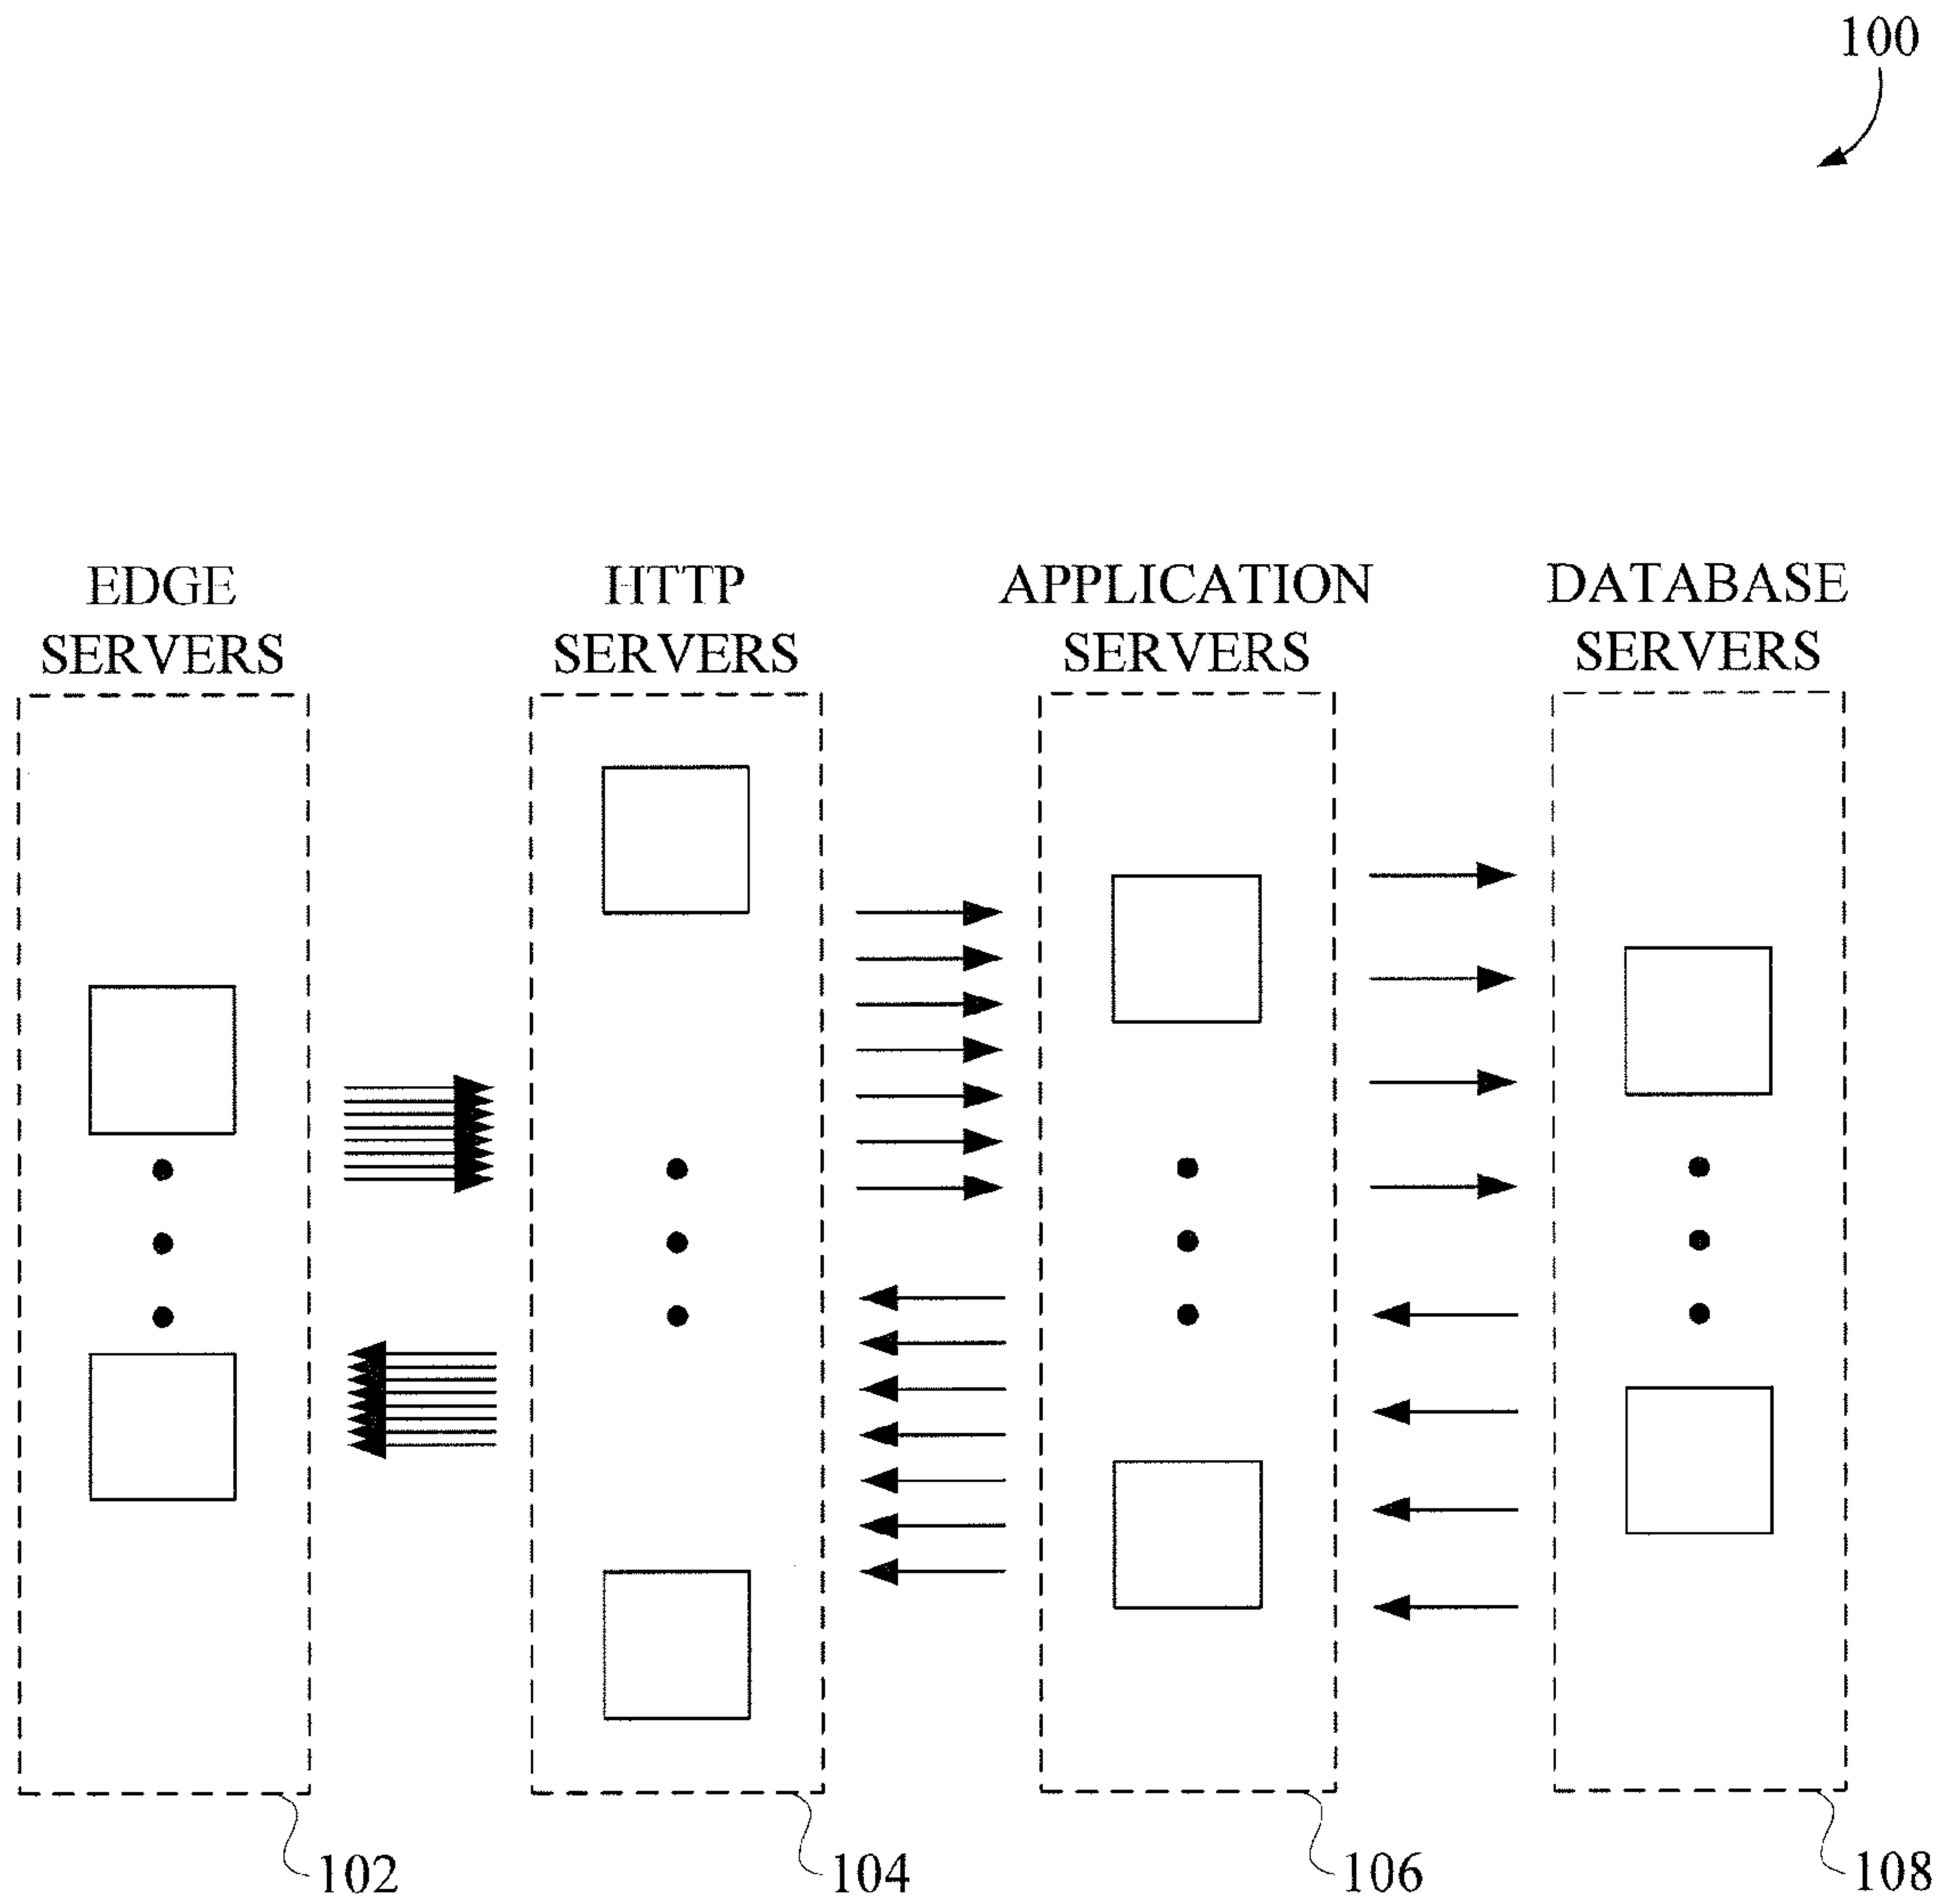 100
EDGE
SERVERS
HTTP
SERVERS
APPLICATION
SERVERS
DATABASE
SERVERS
102
104
106
108